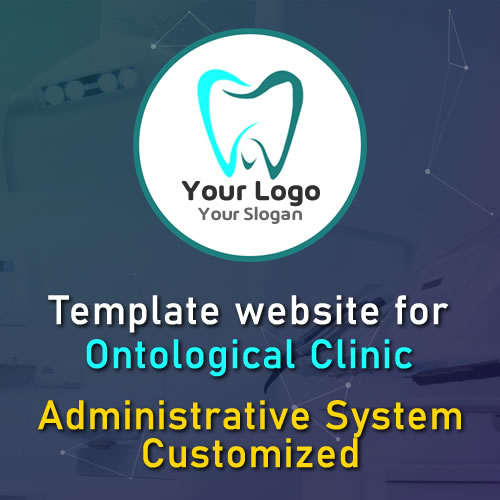 Your Logo
Your Slogan
Template website for
Ontological Clinic
Administrative System
Customized